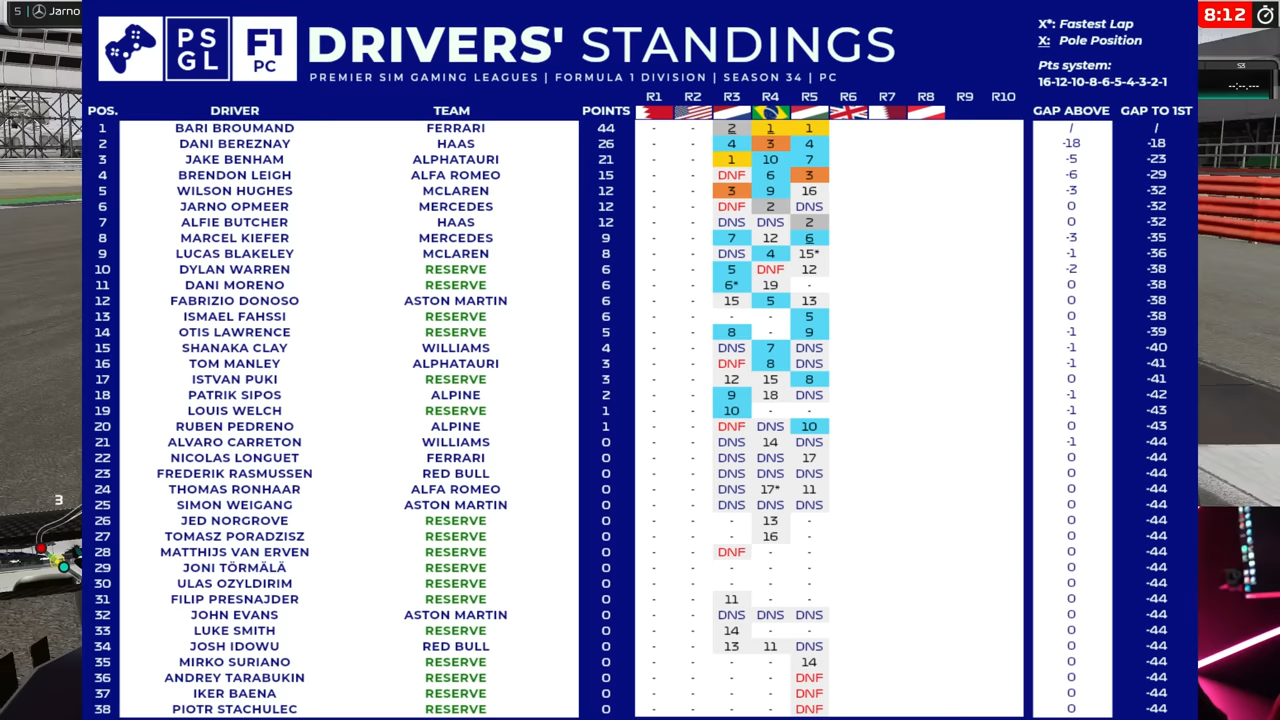 5 | Jarno
8:12
PS GL
F1 PC
DRIVERS' STANDINGS
PREMIER SIM GAMING LEAGUES | FORMULA 1 DIVISION | SEASON 34 | PC
X*: Fastest Lap
X: Pole Position
Pts system:
16-12-10-8-6-5-4-3-2-1
S3
--:--.---
R1 R2 R3 R4 R5 R6 R7 R8 R9 R10
POS. DRIVER TEAM POINTS GAP ABOVE GAP TO 1ST
1 BARI BROUMAND FERRARI 44 - - 2 1 1 / /
2 DANI BEREZNAY HAAS 26 - - 4 3 4 -18 -18
3 JAKE BENHAM ALPHATAURI 21 - - 1 10 7 -5 -23
4 BRENDON LEIGH ALFA ROMEO 15 - - DNF 6 3 -6 -29
5 WILSON HUGHES MCLAREN 12 - - 3 9 16 -3 -32
6 JARNO OPMEER MERCEDES 12 - - DNF 2 DNS 0 -32
7 ALFIE BUTCHER HAAS 12 - - DNS DNS 2 0 -32
8 MARCEL KIEFER MERCEDES 9 - - 7 12 6 -3 -35
9 LUCAS BLAKELEY MCLAREN 8 - - DNS 4 15* -1 -36
10 DYLAN WARREN RESERVE 6 - - 5 DNF 12 -2 -38
11 DANI MORENO RESERVE 6 - - 6* 19 - 0 -38
12 FABRIZIO DONOSO ASTON MARTIN 6 - - 15 5 13 0 -38
13 ISMAEL FAHSSI RESERVE 6 - - - - 5 0 -38
14 OTIS LAWRENCE RESERVE 5 - - 8 - 9 -1 -39
15 SHANAKA CLAY WILLIAMS 4 - - DNS 7 DNS -1 -40
16 TOM MANLEY ALPHATAURI 3 - - DNF 8 DNS -1 -41
17 ISTVAN PUKI RESERVE 3 - - 12 15 8 0 -41
18 PATRIK SIPOS ALPINE 2 - - 9 18 DNS -1 -42
19 LOUIS WELCH RESERVE 1 - - 10 - - -1 -43
20 RUBEN PEDRENO ALPINE 1 - - DNF DNS 10 0 -43
21 ALVARO CARRETON WILLIAMS 0 - - DNS 14 DNS -1 -44
22 NICOLAS LONGUET FERRARI 0 - - DNS DNS 17 0 -44
23 FREDERIK RASMUSSEN RED BULL 0 - - DNS DNS DNS 0 -44
24 THOMAS RONHAAR ALFA ROMEO 0 - - DNS 17* 11 0 -44
25 SIMON WEIGANG ASTON MARTIN 0 - - DNS DNS DNS 0 -44
26 JED NORGROVE RESERVE 0 - - - 13 - 0 -44
27 TOMASZ PORADZISZ RESERVE 0 - - - 16 - 0 -44
28 MATTHIJS VAN ERVEN RESERVE 0 - - DNF - - 0 -44
29 JONI TÖRMÄLÄ RESERVE 0 - - - - - 0 -44
30 ULAS OZYLDIRIM RESERVE 0 - - - - - 0 -44
31 FILIP PRESNAJDER RESERVE 0 - - 11 - - 0 -44
32 JOHN EVANS ASTON MARTIN 0 - - DNS DNS DNS 0 -44
33 LUKE SMITH RESERVE 0 - - 14 - - 0 -44
34 JOSH IDOWU RED BULL 0 - - 13 11 DNS 0 -44
35 MIRKO SURIANO RESERVE 0 - - - - 14 0 -44
36 ANDREY TARABUKIN RESERVE 0 - - - - DNF 0 -44
37 IKER BAENA RESERVE 0 - - - - DNF 0 -44
38 PIOTR STACHULEC RESERVE 0 - - - - DNF 0 -44
3